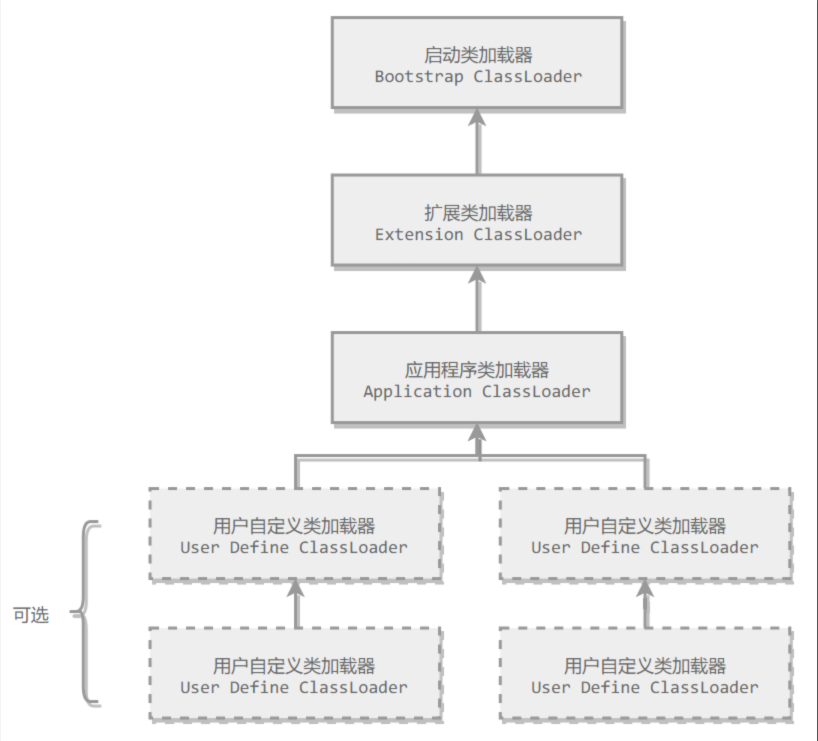 启动类加载器
Bootstrap ClassLoader
扩展类加载器
Extension ClassLoader
应用程序类加载器
Application ClassLoader
用户自定义类加载器
User Define ClassLoader
用户自定义类加载器
User Define ClassLoader
可选
用户自定义类加载器
User Define ClassLoader
用户自定义类加载器
User Define ClassLoader